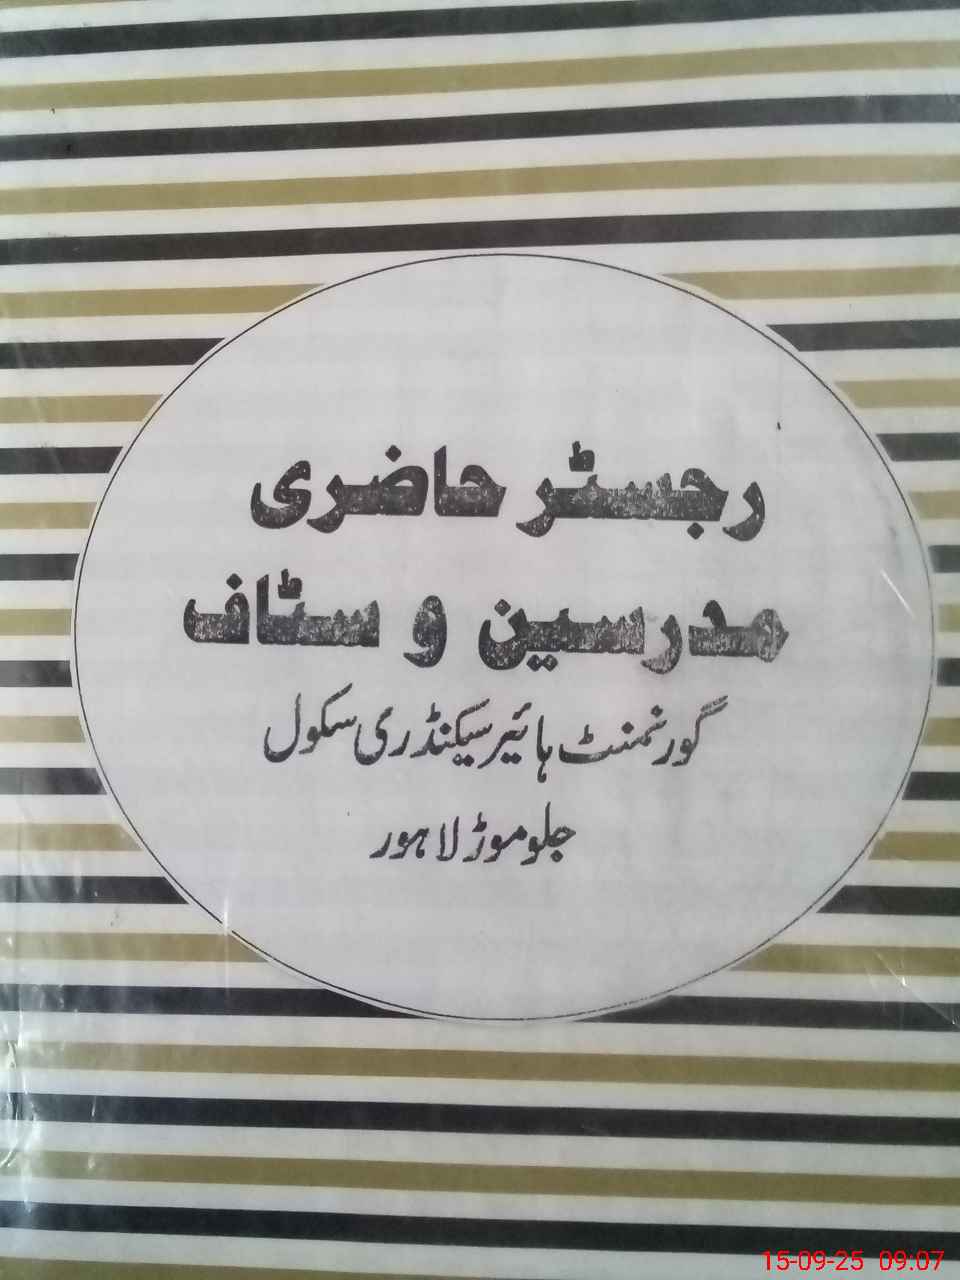 رجسٹر حاضری
مدرسین و سٹاف
گورنمنٹ ہائیر سیکنڈری سکول
جلو موڑ لاہور
15-09-25 09:07